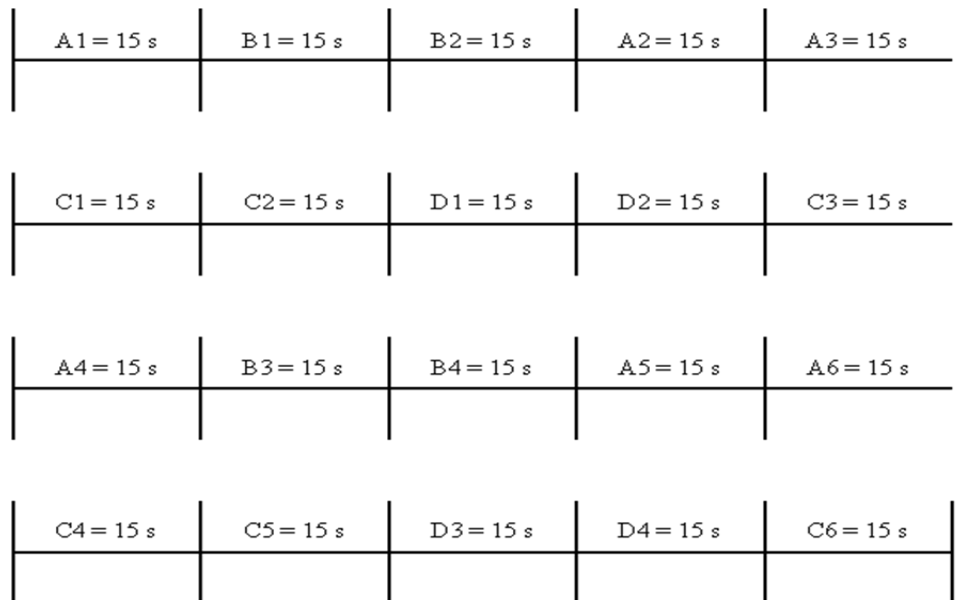 A1= 15 s B1= 15 s B2= 15 s A2= 15 s A3= 15 s
C1= 15 s C2= 15 s D1= 15 s D2= 15 s C3= 15 s
A4= 15 s B3= 15 s B4= 15 s A5= 15 s A6= 15 s
C4= 15 s C5= 15 s D3= 15 s D4= 15 s C6= 15 s